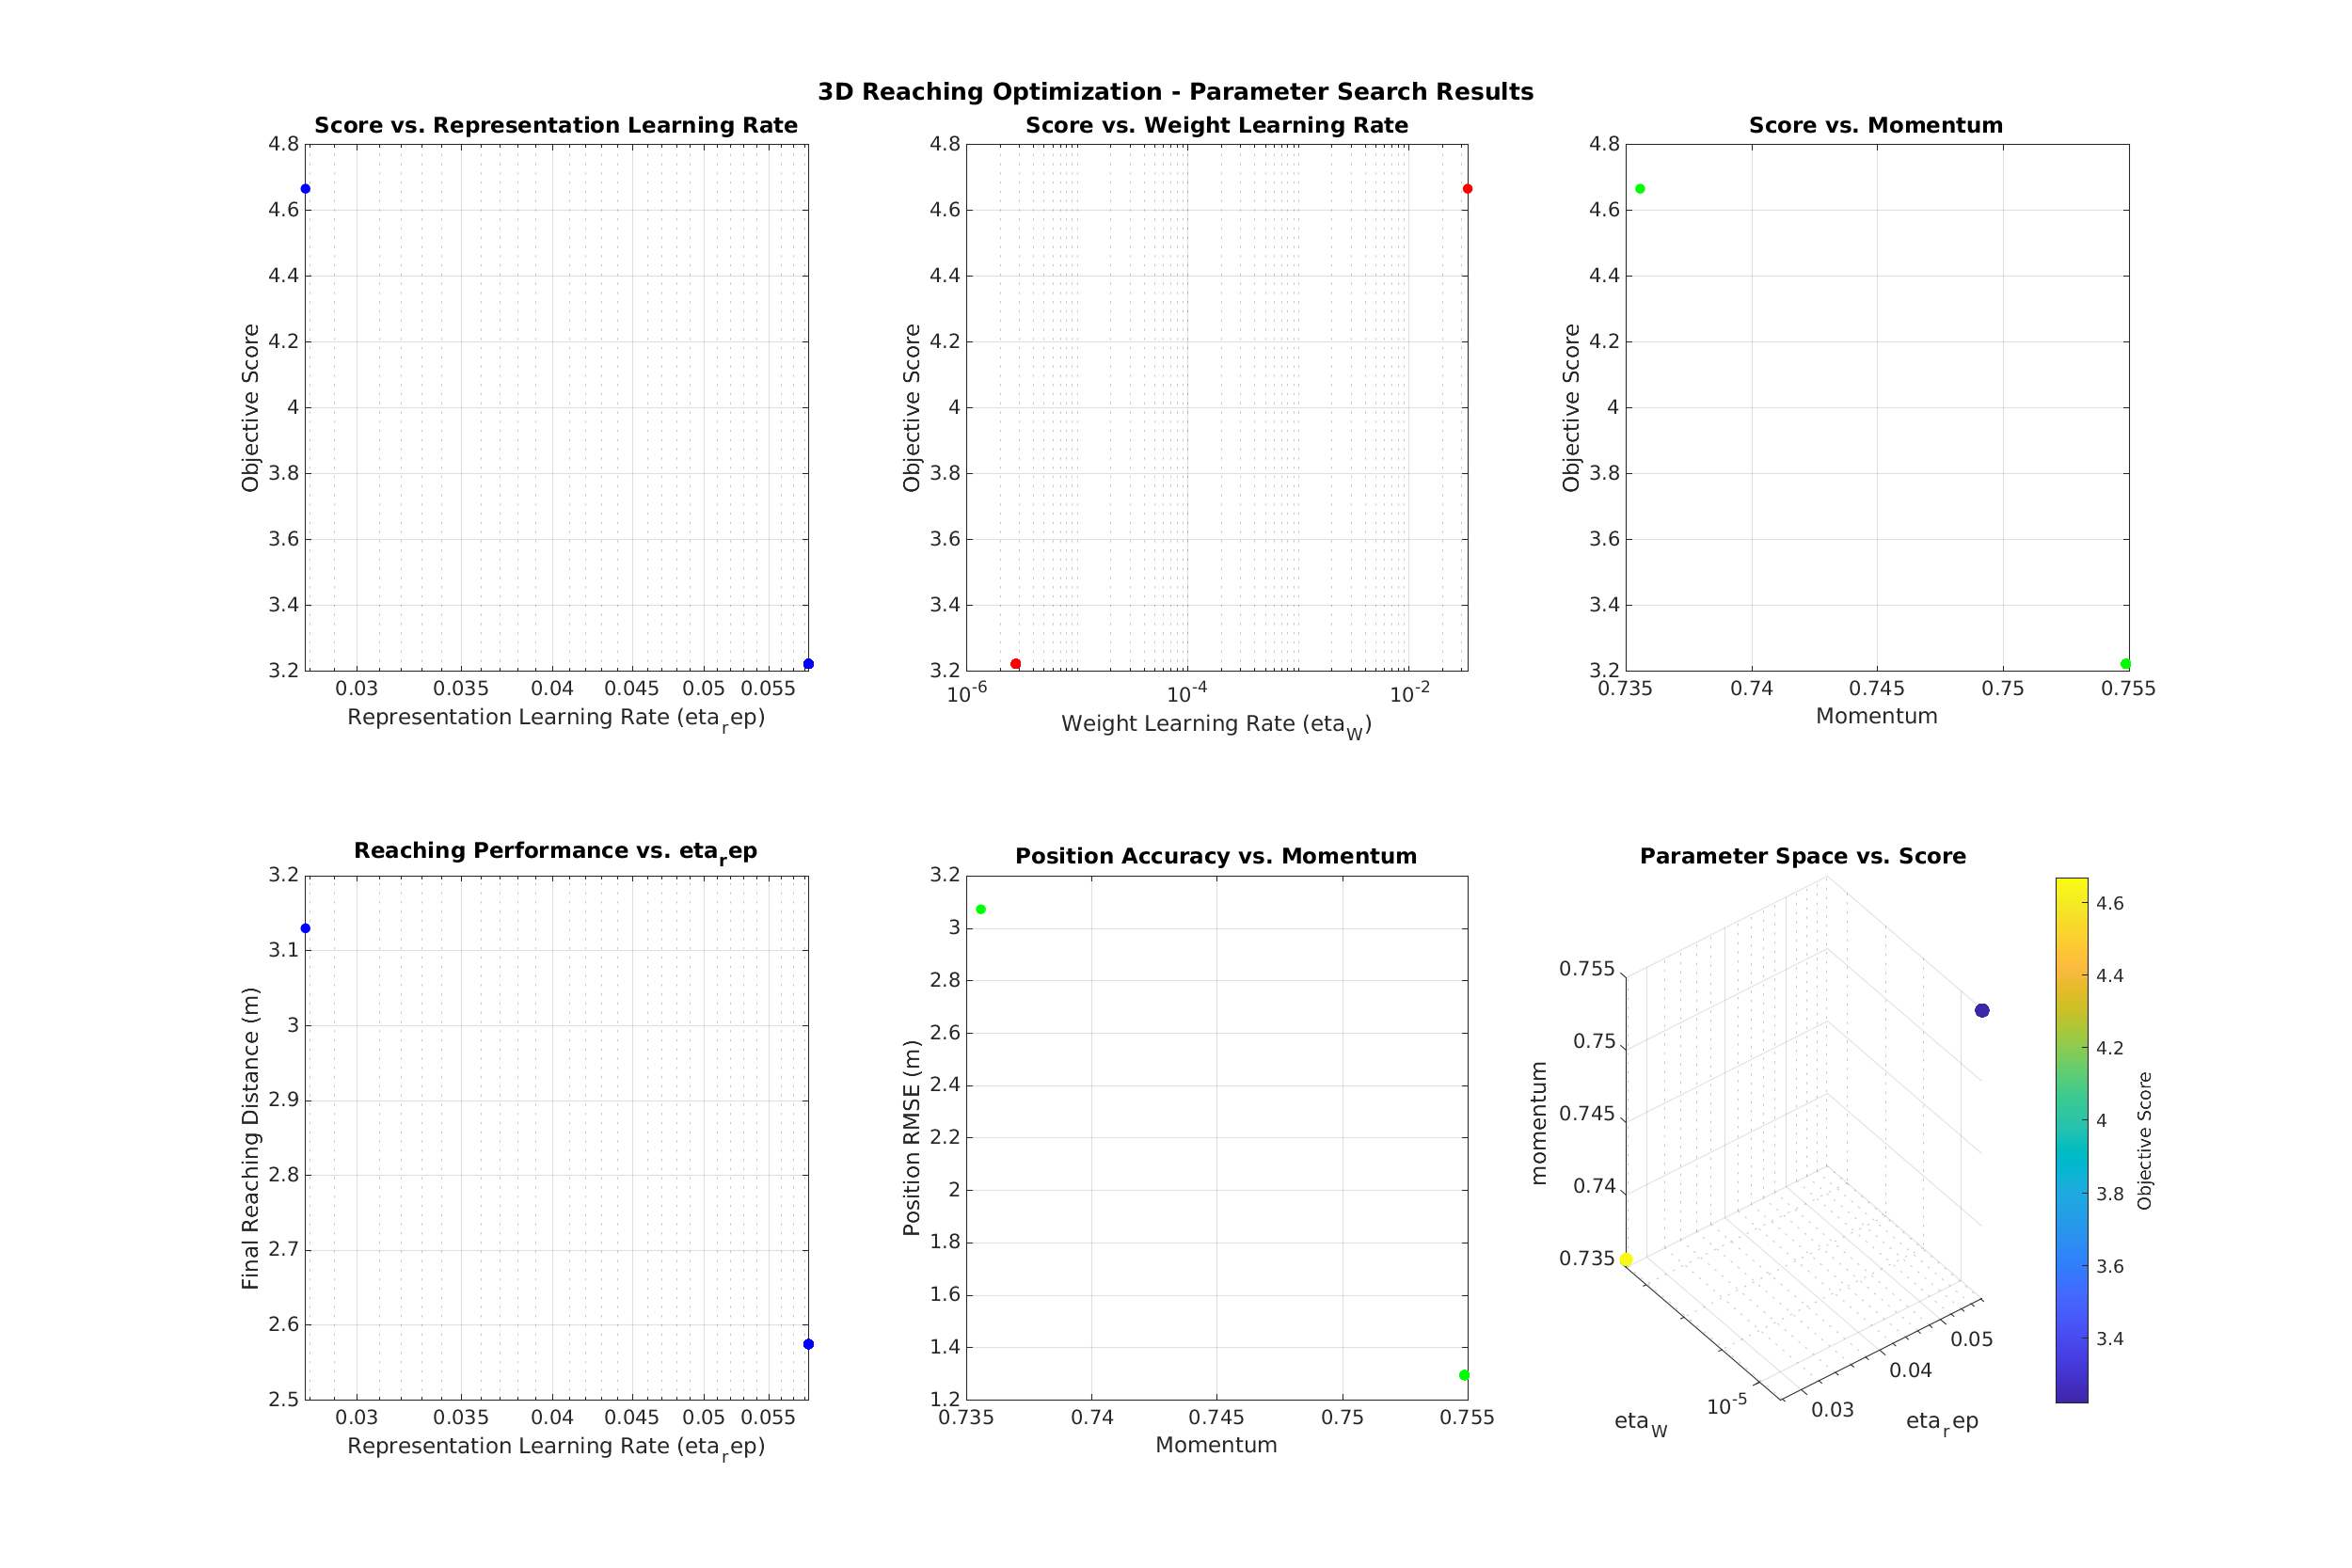 3D Reaching Optimization - Parameter Search Results
Score vs. Representation Learning Rate
4.8
4.6
4.4
4.2
4
3.8
3.6
3.4
3.2
Objective Score
0.03 0.035 0.04 0.045 0.05 0.055
Representation Learning Rate (eta_rep)
Score vs. Weight Learning Rate
4.8
4.6
4.4
4.2
4
3.8
3.6
3.4
3.2
Objective Score
10^-6 10^-4 10^-2
Weight Learning Rate (eta_W)
Score vs. Momentum
4.8
4.6
4.4
4.2
4
3.8
3.6
3.4
3.2
Objective Score
0.735 0.74 0.745 0.75 0.755
Momentum
Reaching Performance vs. eta_rep
3.2
3.1
3
2.9
2.8
2.7
2.6
2.5
Final Reaching Distance (m)
0.03 0.035 0.04 0.045 0.05 0.055
Representation Learning Rate (eta_rep)
Position Accuracy vs. Momentum
3.2
3
2.8
2.6
2.4
2.2
2
1.8
1.6
1.4
1.2
Position RMSE (m)
0.735 0.74 0.745 0.75 0.755
Momentum
Parameter Space vs. Score
0.755
0.75
0.745
0.74
0.735
momentum
10^-5
eta_W
0.03 0.04 0.05
eta_rep
4.6
4.4
4.2
4
3.8
3.6
3.4
Objective Score